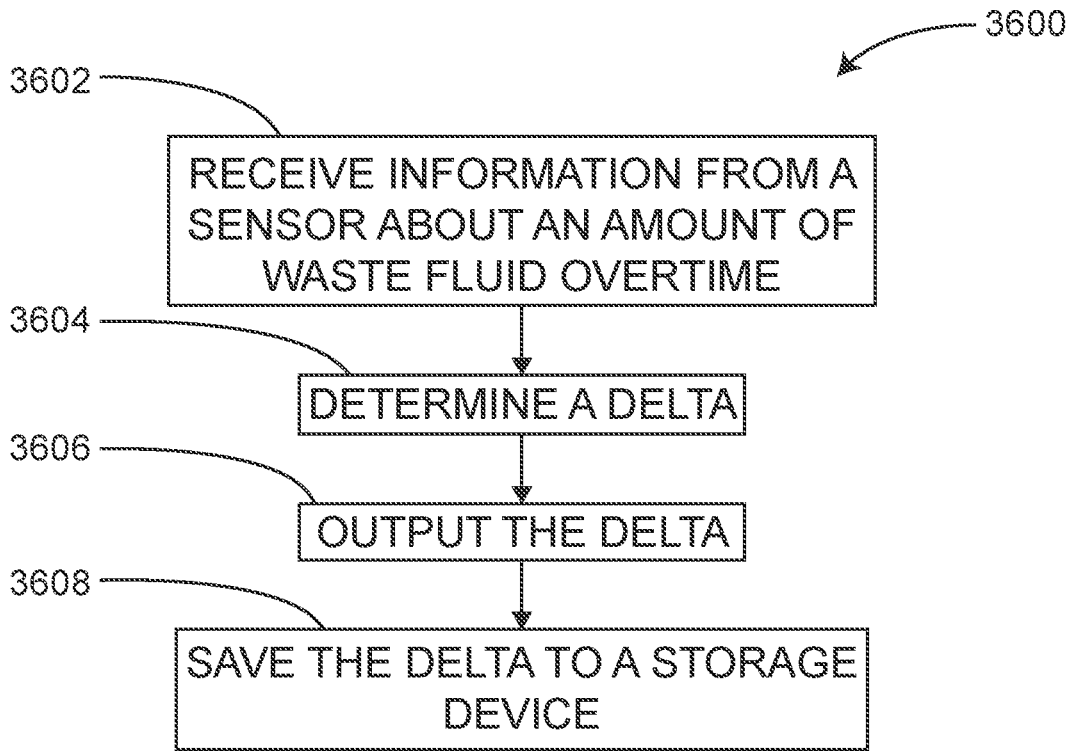 3600
3602
RECEIVE INFORMATION FROM A
SENSOR ABOUT AN AMOUNT OF
WASTE FLUID OVERTIME
3604
DETERMINE A DELTA
3606
OUTPUT THE DELTA
3608
SAVE THE DELTA TO A STORAGE
DEVICE